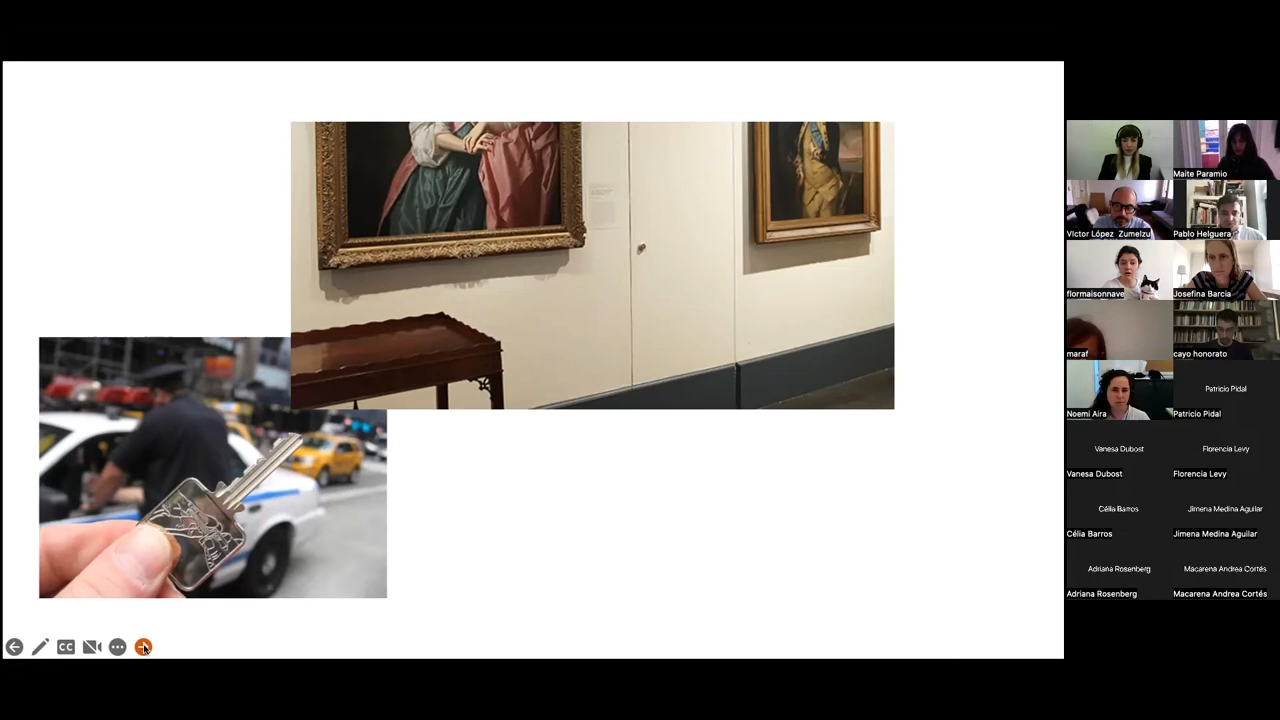 Maite Paramio
Victor López Zumelzu
Pablo Helguera
flormaisonnave
Josefina Barcia
maraf
cayo honorato
Noemi Aira
Patricio Pidal
Patricio Pidal
Vanesa Dubost
Florencia Levy
Vanesa Dubost
Florencia Levy
Célia Barros
Jimena Medina Aguilar
Célia Barros
Jimena Medina Aguilar
Adriana Rosenberg
Macarena Andrea Cortés
Adriana Rosenberg
Macarena Andrea Cortés
CC